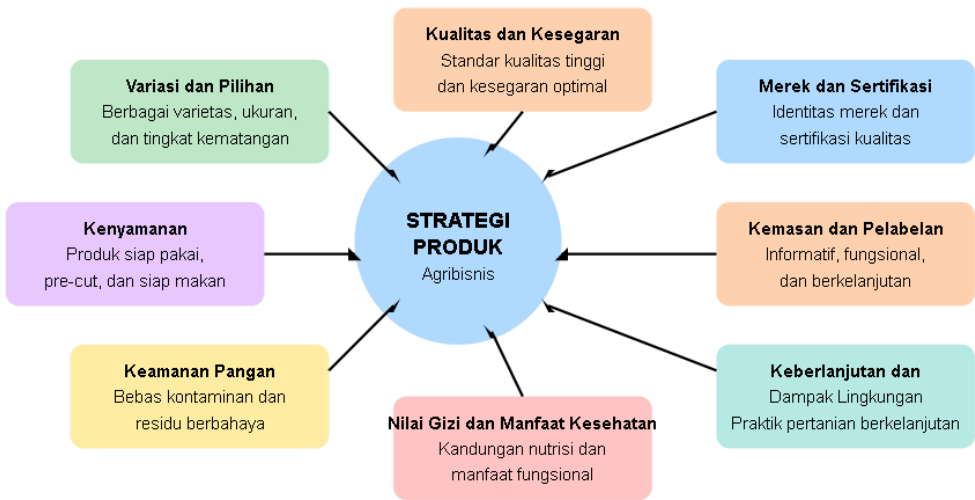 Kualitas dan Kesegaran
Standar kualitas tinggi
dan kesegaran optimal
Variasi dan Pilihan
Berbagai varietas, ukuran,
dan tingkat kematangan
Merek dan Sertifikasi
Identitas merek dan
sertifikasi kualitas
Kenyamanan
Produk siap pakai,
pre-cut, dan siap makan
STRATEGI
PRODUK
Agribisnis
Kemasan dan Pelabelan
Informatif, fungsional,
dan berkelanjutan
Keamanan Pangan
Bebas kontaminan dan
residu berbahaya
Nilai Gizi dan Manfaat Kesehatan
Kandungan nutrisi dan
manfaat fungsional
Keberlanjutan dan
Dampak Lingkungan
Praktik pertanian berkelanjutan